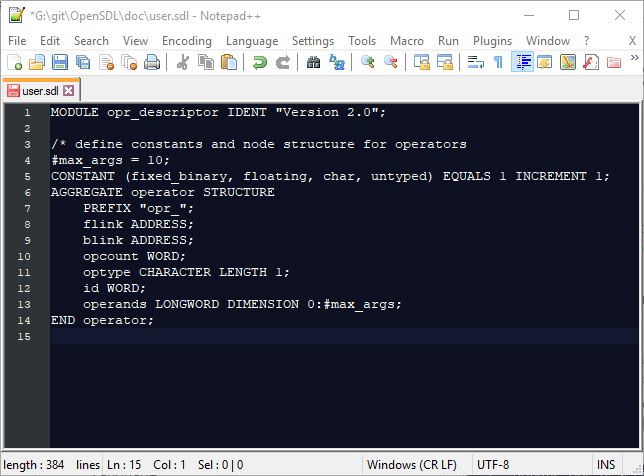 *G:\git\OpenSDL\doc\user.sdl - Notepad++
File Edit Search View Encoding Language Settings Tools Macro Run Plugins Window ? X
user.sdl
1 MODULE opr_descriptor IDENT "Version 2.0";
2
3 /* define constants and node structure for operators
4 #max_args = 10;
5 CONSTANT (fixed_binary, floating, char, untyped) EQUALS 1 INCREMENT 1;
6 AGGREGATE operator STRUCTURE
7 PREFIX "opr_";
8 flink ADDRESS;
9 blink ADDRESS;
10 opcount WORD;
11 optype CHARACTER LENGTH 1;
12 id WORD;
13 operands LONGWORD DIMENSION 0:#max_args;
14 END operator;
15
length : 384 lines Ln : 15 Col : 1 Sel : 0 | 0 Windows (CR LF) UTF-8 INS